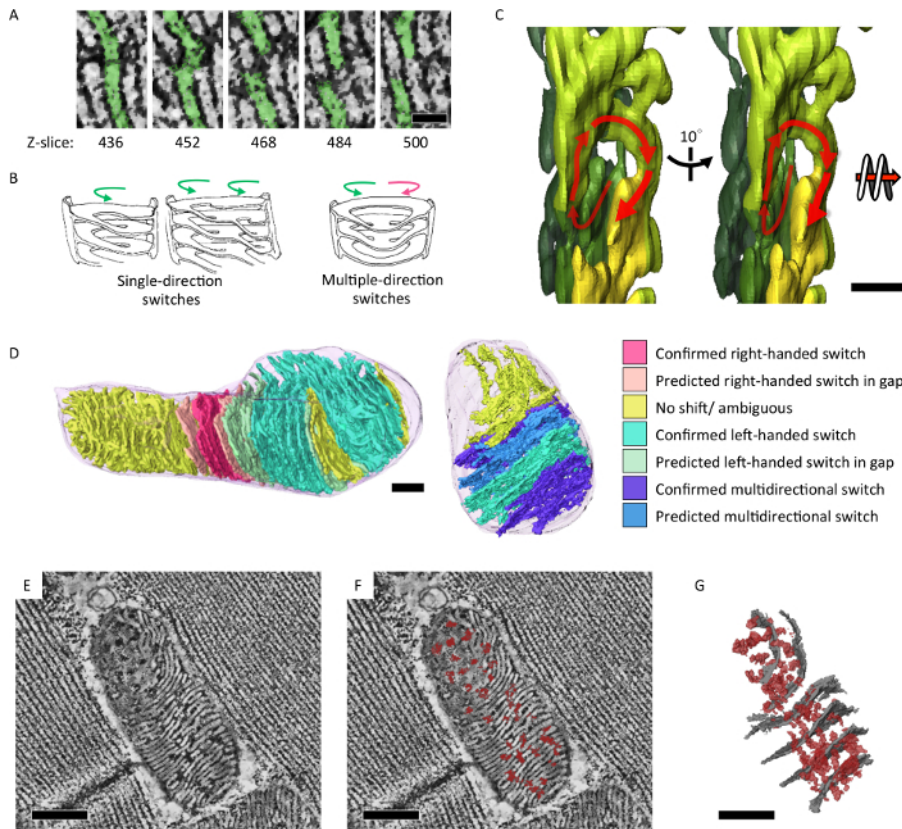 A
Z-slice: 436 452 468 484 500
B
Single-direction
switches
Multiple-direction
switches
C
10°
D
Confirmed right-handed switch
Predicted right-handed switch in gap
No shift/ ambiguous
Confirmed left-handed switch
Predicted left-handed switch in gap
Confirmed multidirectional switch
Predicted multidirectional switch
E
F
G